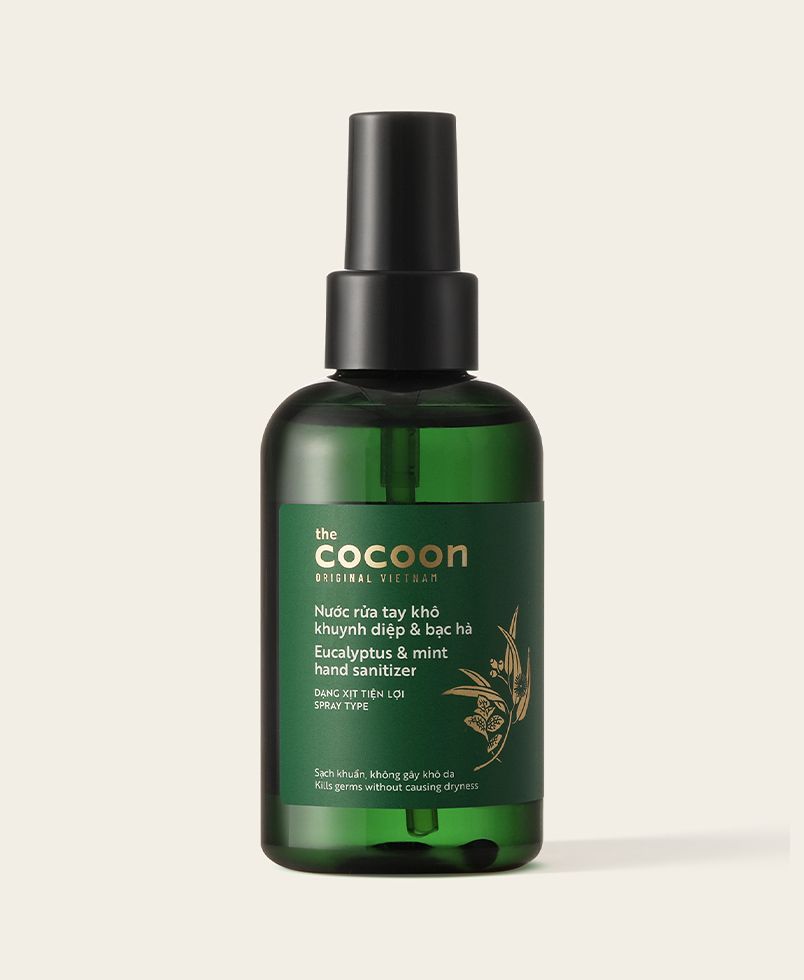 the
cocoon
ORIGINAL VIETNAM
Nước rửa tay khô
khuynh diệp & bạc hà
Eucalyptus & mint
hand sanitizer
DẠNG XỊT TIỆN LỢI
SPRAY TYPE
Sạch khuẩn, không gây khô da
Kills germs without causing dryness